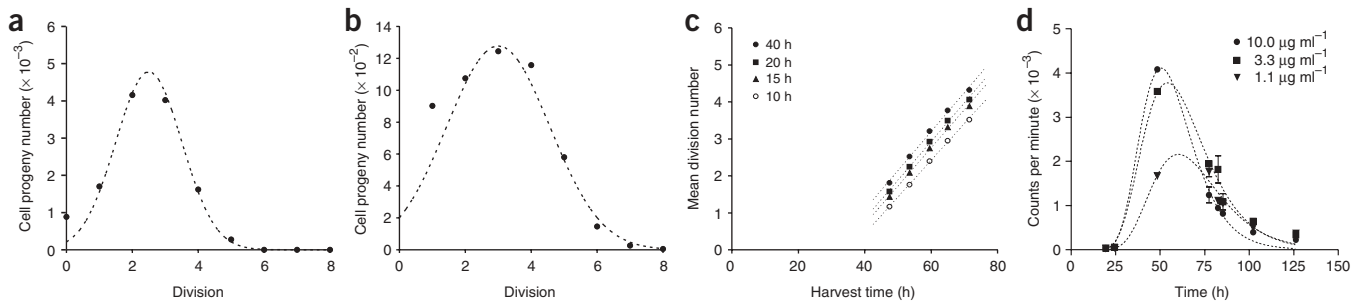 a
Cell progeny number (× 10⁻³)
6
5
4
3
2
1
0
0 2 4 6 8
Division
b
Cell progeny number (× 10⁻²)
14
12
10
8
6
4
2
0
0 2 4 6 8
Division
c
Mean division number
6
5
4
3
2
1
0
40 h
20 h
15 h
10 h
0 20 40 60 80
Harvest time (h)
d
Counts per minute (× 10⁻³)
5
4
3
2
1
0
10.0 μg ml⁻¹
3.3 μg ml⁻¹
1.1 μg ml⁻¹
0 25 50 75 100 125 150
Time (h)